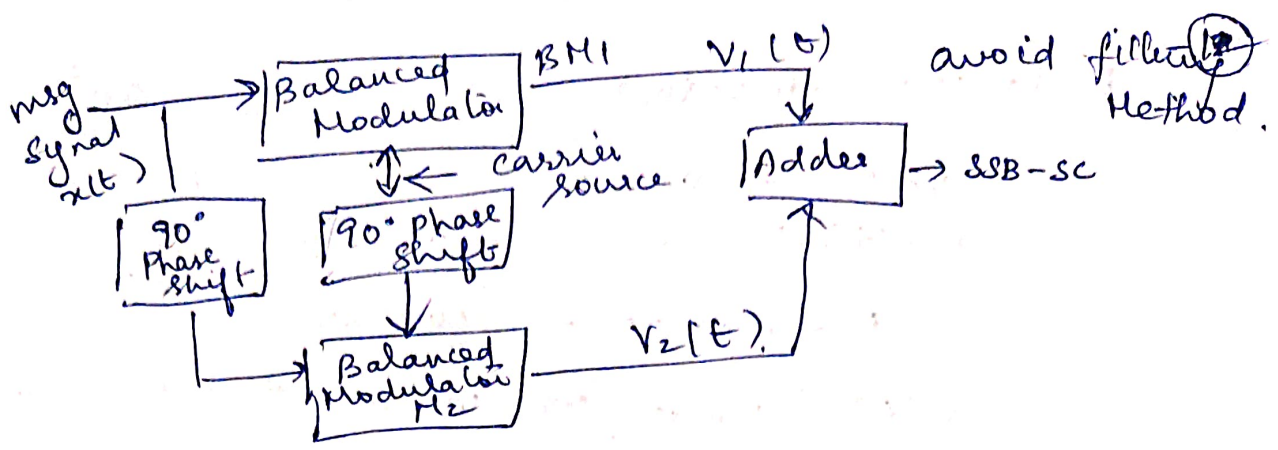 msg
signal
x(t)
Balanced
Modulator
BM1
V₁(t)
avoid
Method.
carrier
source.
Adder
→ SSB-SC
90°
Phase
Shift
90° phase
shift
Balanced
Modulator
M2
V₂(t).